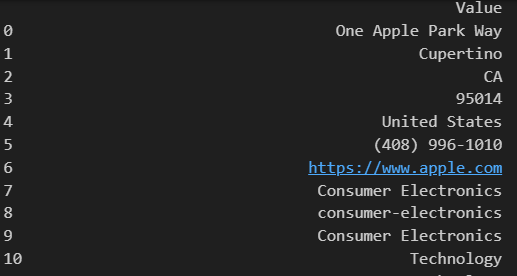 Value
0 One Apple Park Way
1 Cupertino
2 CA
3 95014
4 United States
5 (408) 996-1010
6 https://www.apple.com
7 Consumer Electronics
8 consumer-electronics
9 Consumer Electronics
10 Technology